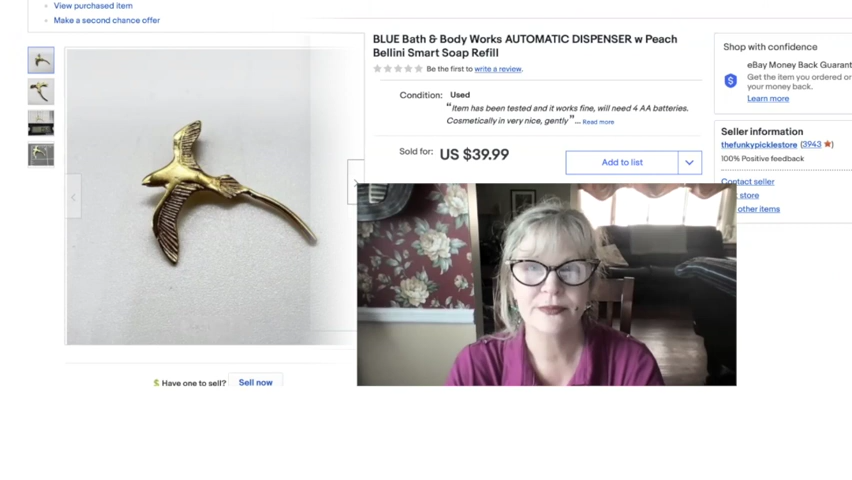 View purchased item
Make a second chance offer
BLUE Bath & Body Works AUTOMATIC DISPENSER w Peach
Bellini Smart Soap Refill
Be the first to write a review.
Condition: Used
"Item has been tested and it works fine, will need 4 AA batteries.
Cosmetically in very nice, gently"... Read more
Sold for: US $39.99
Add to list
Shop with confidence
eBay Money Back Guarant
Get the item you ordered or
your money back.
Learn more
Seller information
thefunkypicklestore (3943)
100% Positive feedback
Contact seller
store
other items
Have one to sell? Sell now